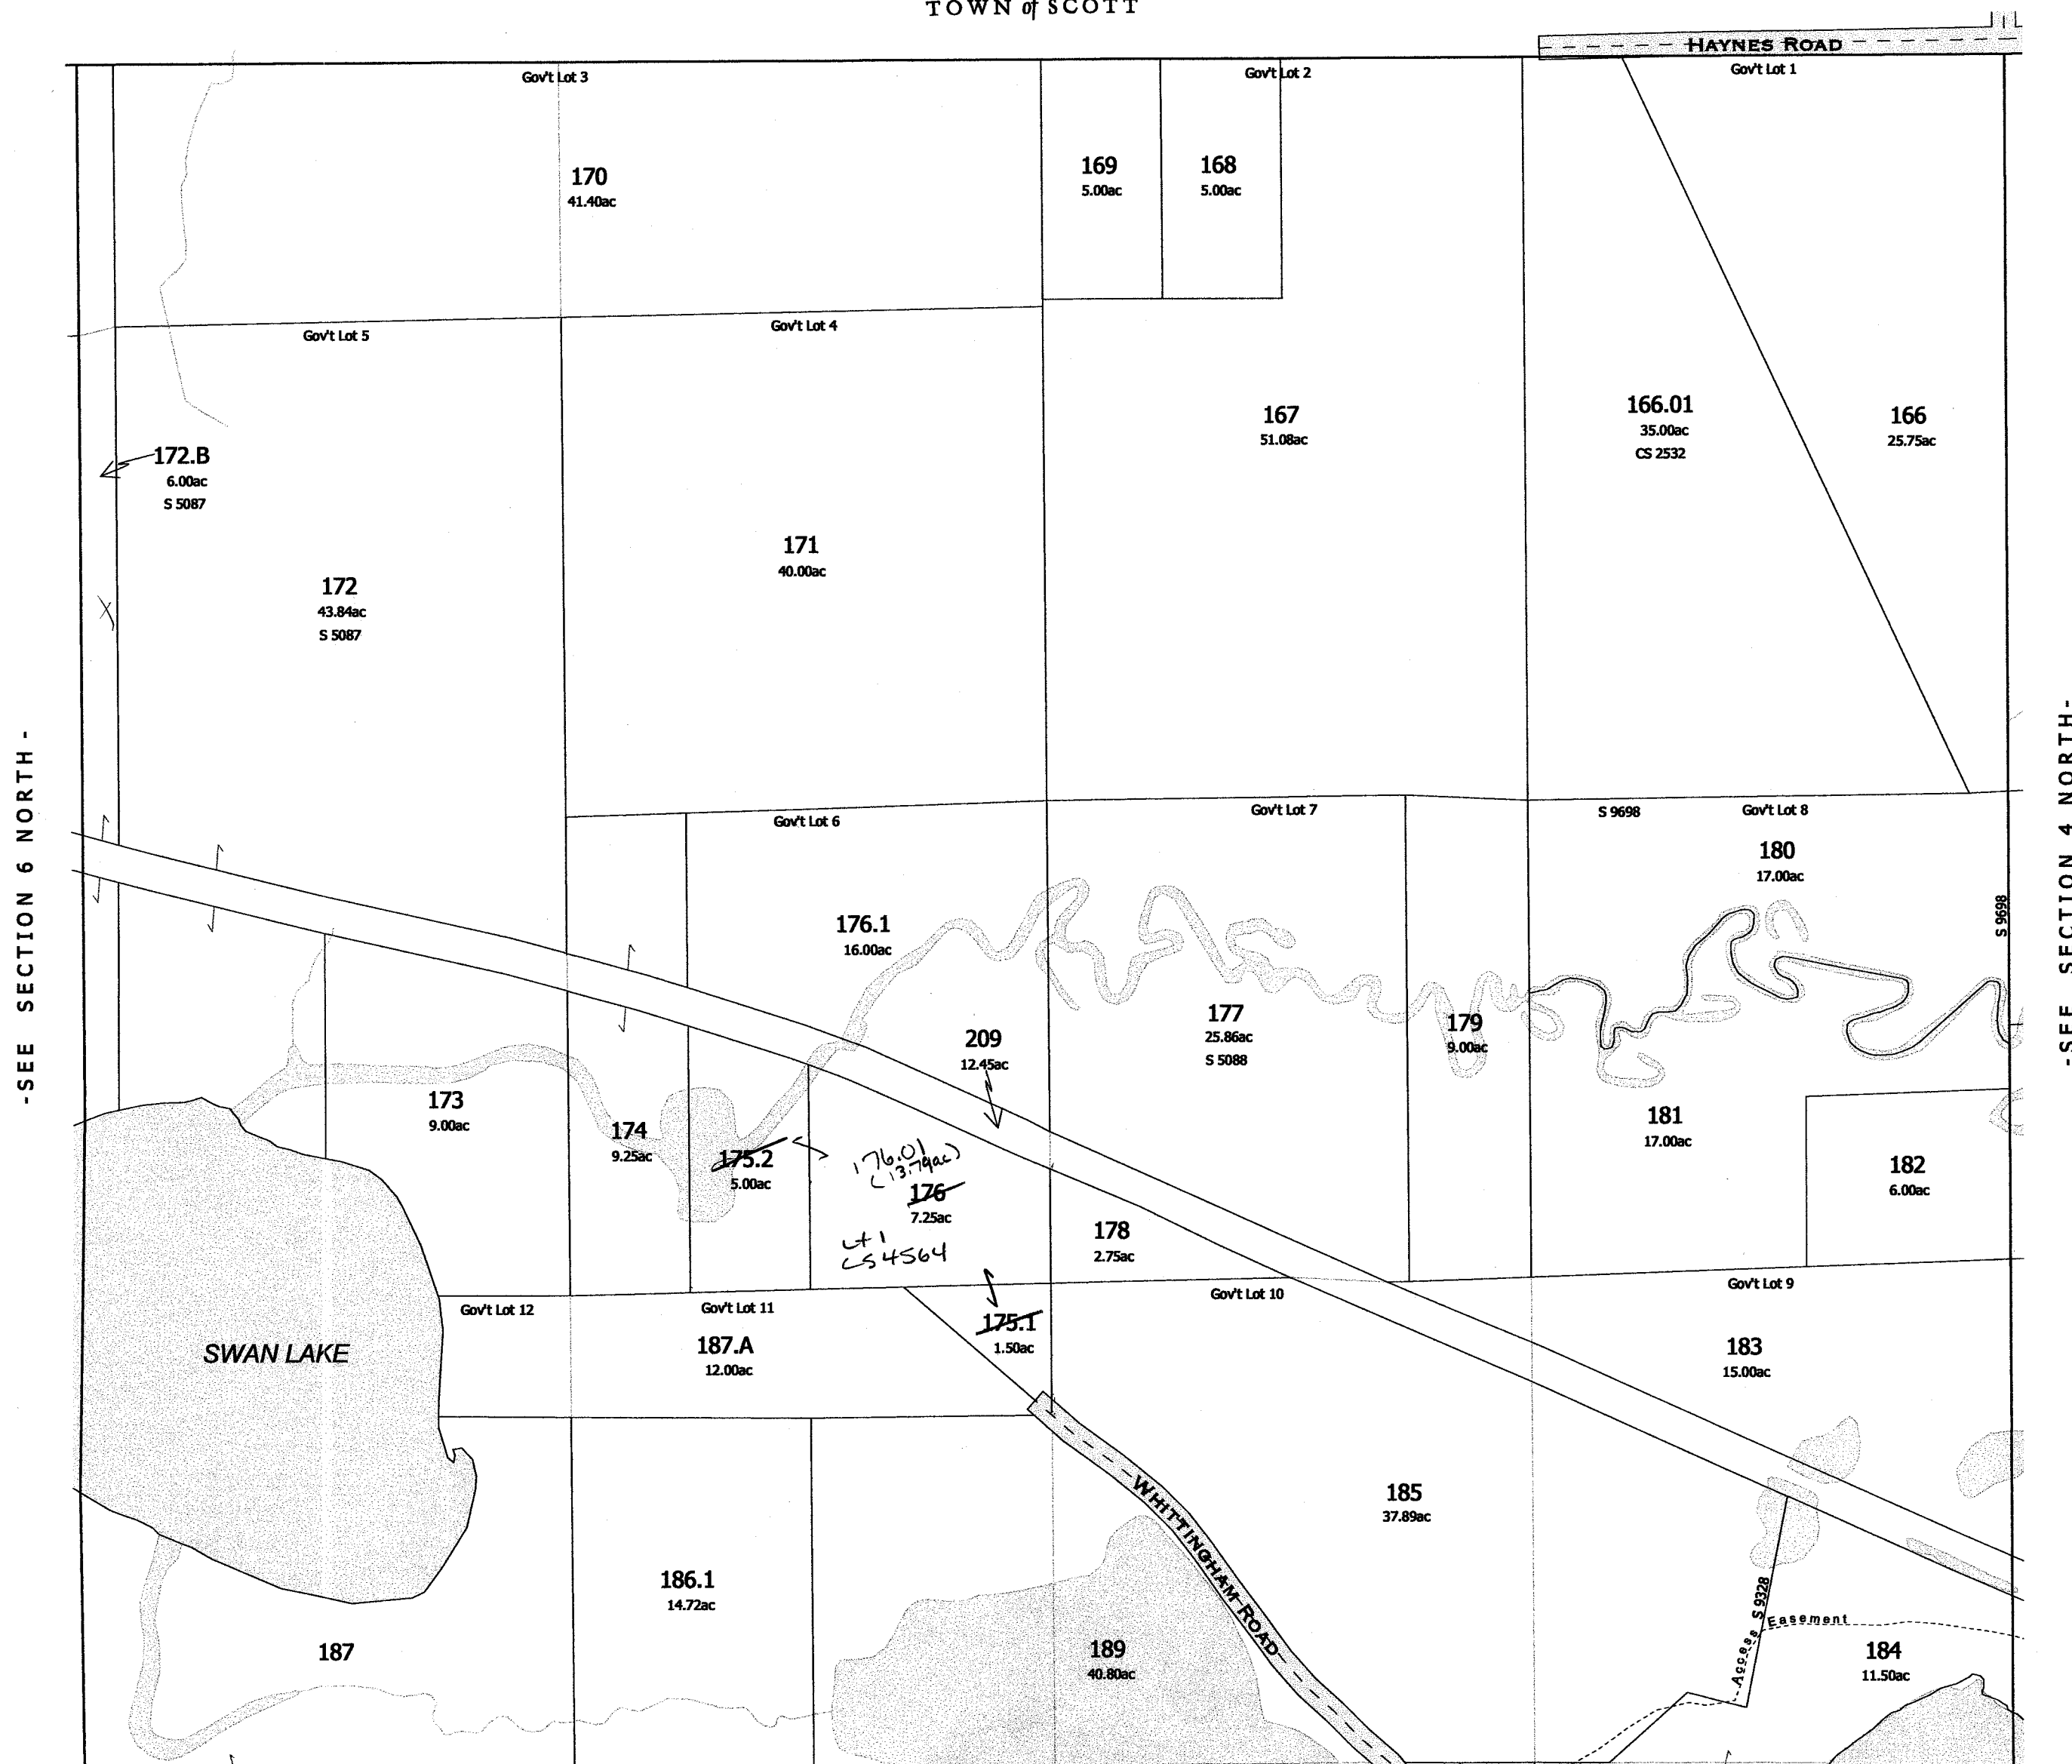 TOWN of SCOTT
HAYNES ROAD
Gov't Lot 3
Gov't Lot 2
Gov't Lot 1
170
41.40ac
169
5.00ac
168
5.00ac
Gov't Lot 5
Gov't Lot 4
167
51.08ac
166.01
35.00ac
CS 2532
166
25.75ac
172.B
6.00ac
S 5087
171
40.00ac
172
43.84ac
S 5087
-SEE SECTION 6 NORTH -
-SEE SECTION 4 NORTH-
Gov't Lot 6
Gov't Lot 7
S 9698
Gov't Lot 8
180
17.00ac
S 9698
176.1
16.00ac
209
12.45ac
177
25.86ac
S 5088
179
9.00ac
173
9.00ac
174
9.25ac
175.2
5.00ac
176.01
(13.79ac)
176
7.25ac
Lt 1
CS 4564
181
17.00ac
182
6.00ac
178
2.75ac
Gov't Lot 12
Gov't Lot 11
Gov't Lot 10
Gov't Lot 9
175.1
1.50ac
SWAN LAKE
187.A
12.00ac
183
15.00ac
185
37.89ac
WHITTINGHAM ROAD
186.1
14.72ac
187
189
40.80ac
S 9328
Access Easement
184
11.50ac